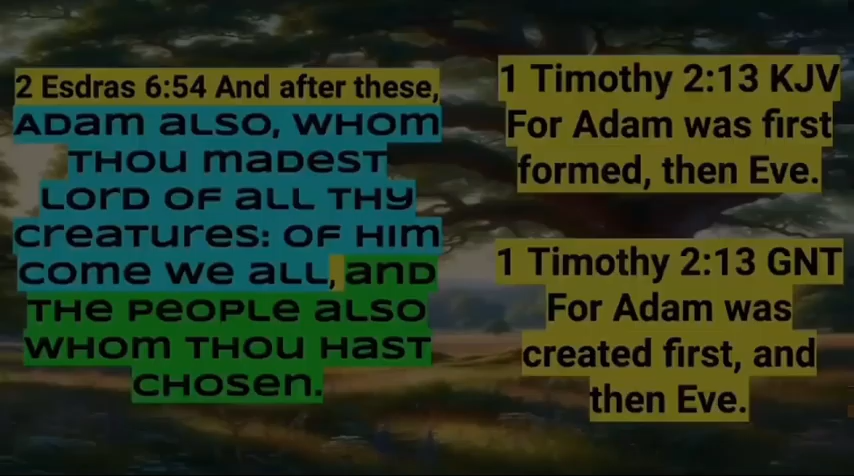 2 Esdras 6:54 And after these,
Adam also, whom
thou madest
lord of all thy
creatures: of him
come we all, and
the people also
whom thou hast
chosen.
1 Timothy 2:13 KJV
For Adam was first
formed, then Eve.
1 Timothy 2:13 GNT
For Adam was
created first, and
then Eve.